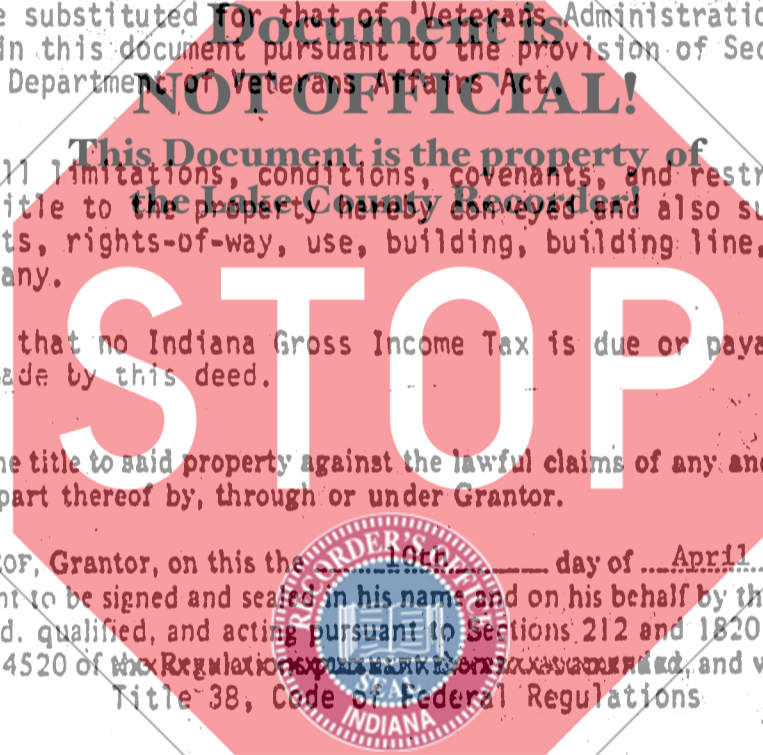 e substituted for that of 'Veterans Administratio
Document is
in this document pursuant to the provision of Sec
Department of Veterans Affairs Act.
NOT OFFICIAL!
This Document is the property of
ll limitations, conditions, covenants, and restr
the Lake County Recorder!
itle to the property hereby conveyed and also su
ts, rights-of-way, use, building, building line,
any.
STOP
that no Indiana Gross Income Tax is due or paya
ade by this deed.
he title to said property against the lawful claims of any and
part thereof by, through or under Grantor.
TOR, Grantor, on this the 10th day of April
nt to be signed and sealed in his name and on his behalf by th
d. qualified, and acting pursuant to Sections 212 and 1820
4520 of the Regulations, and v
Title 38, Code of Federal Regulations
RECORDER'S OFFICE
SEAL
INDIANA